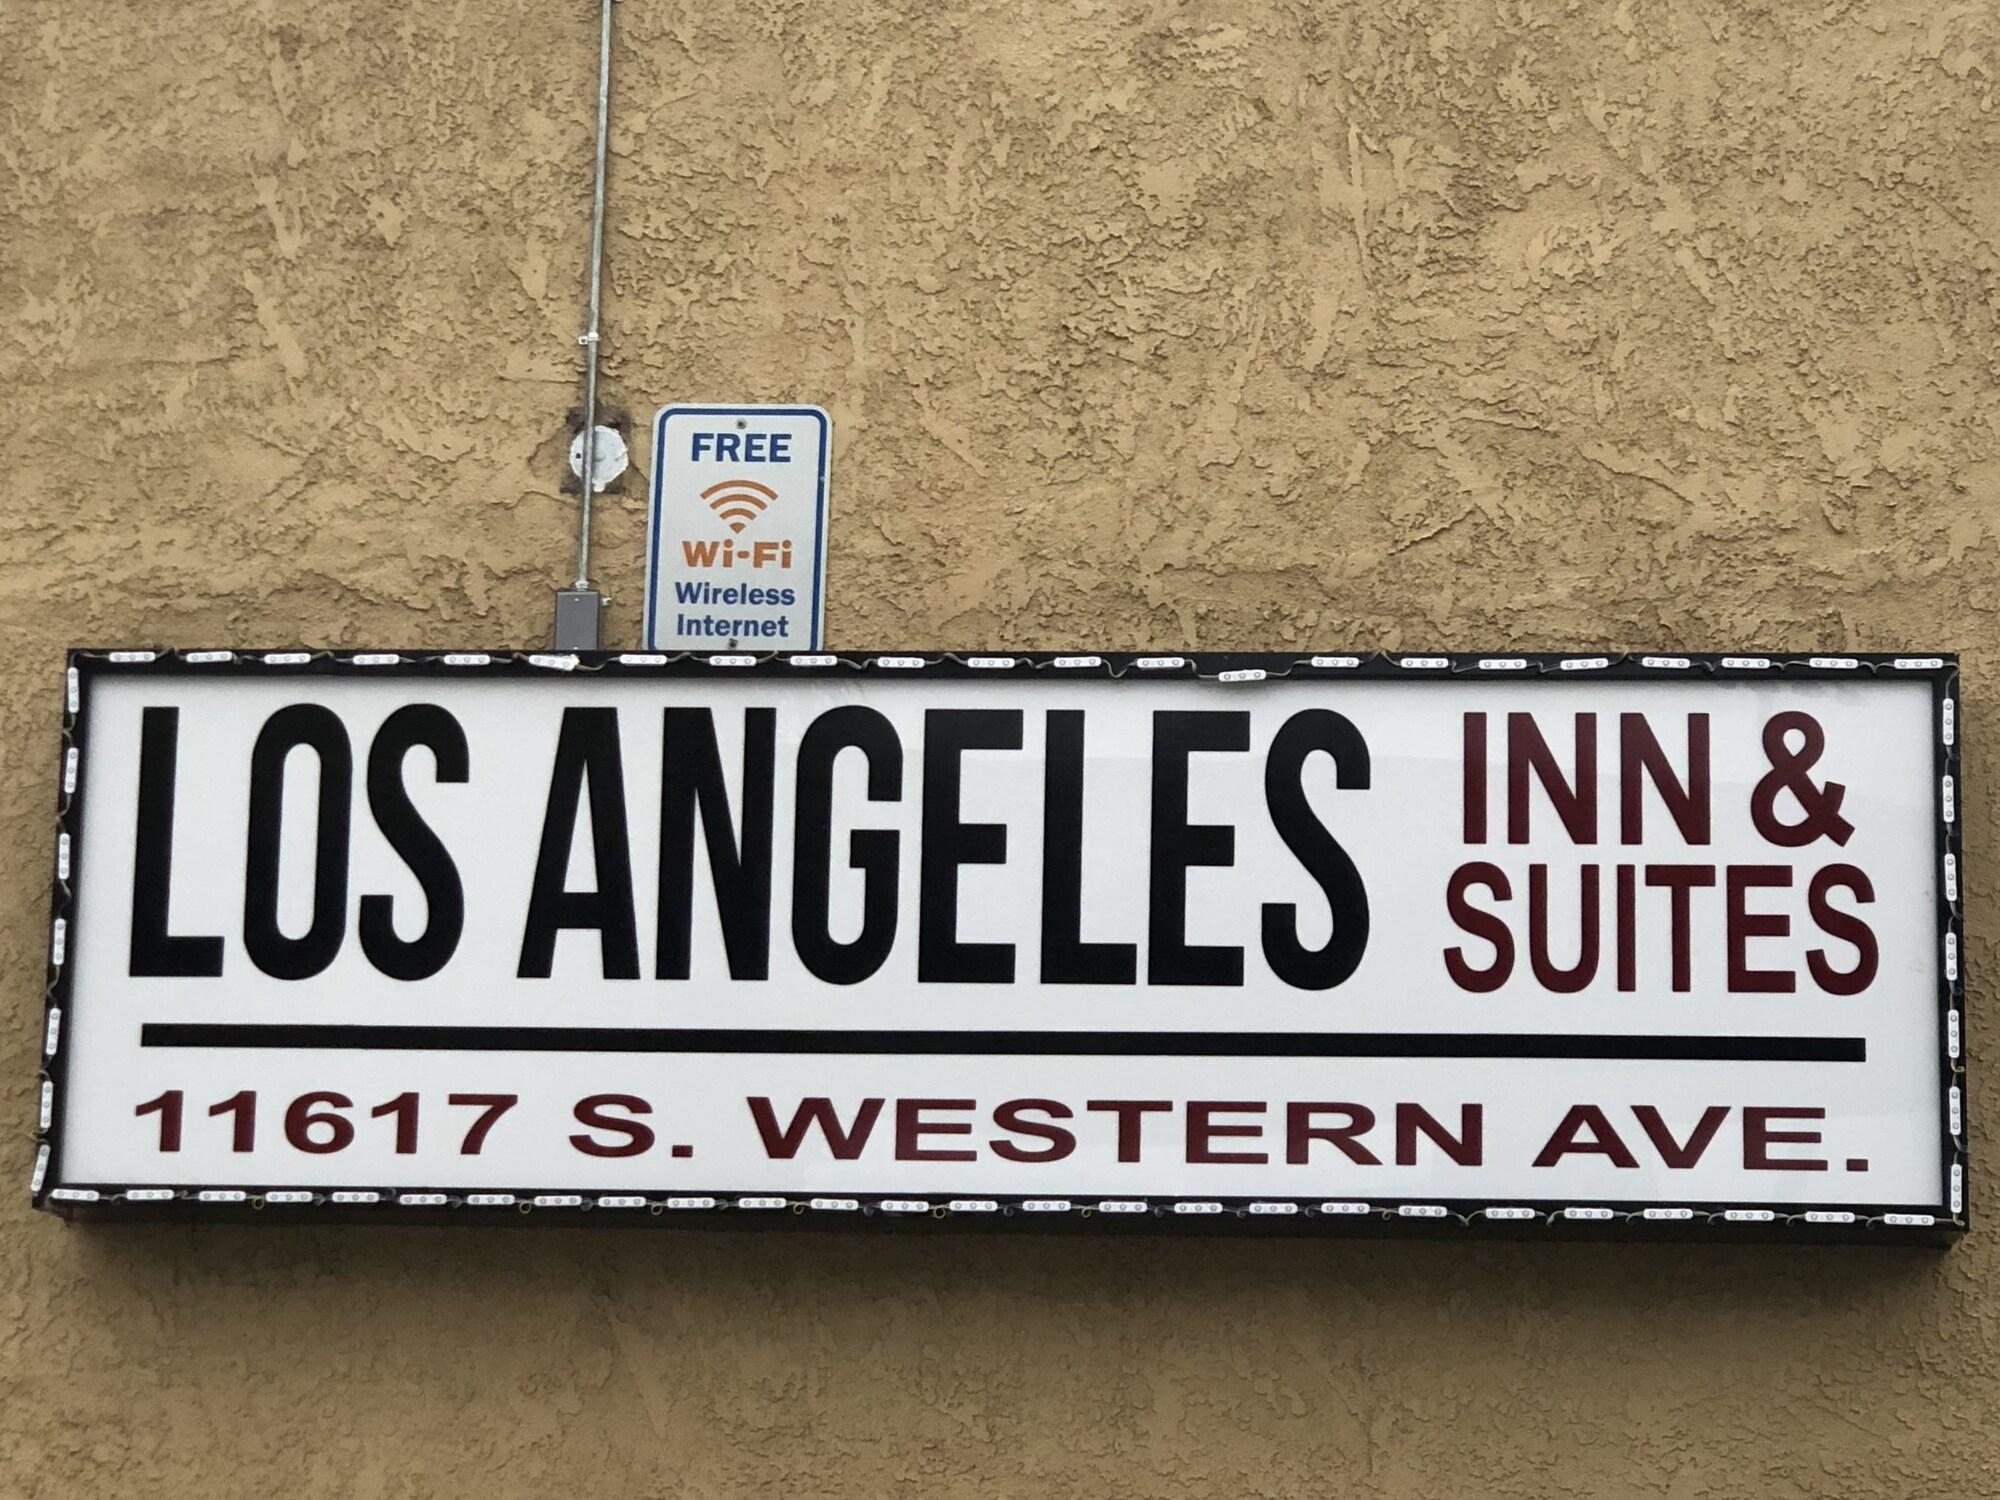 FREE
Wi-Fi
Wireless
Internet
LOS ANGELES INN &
SUITES
11617 S. WESTERN AVE.